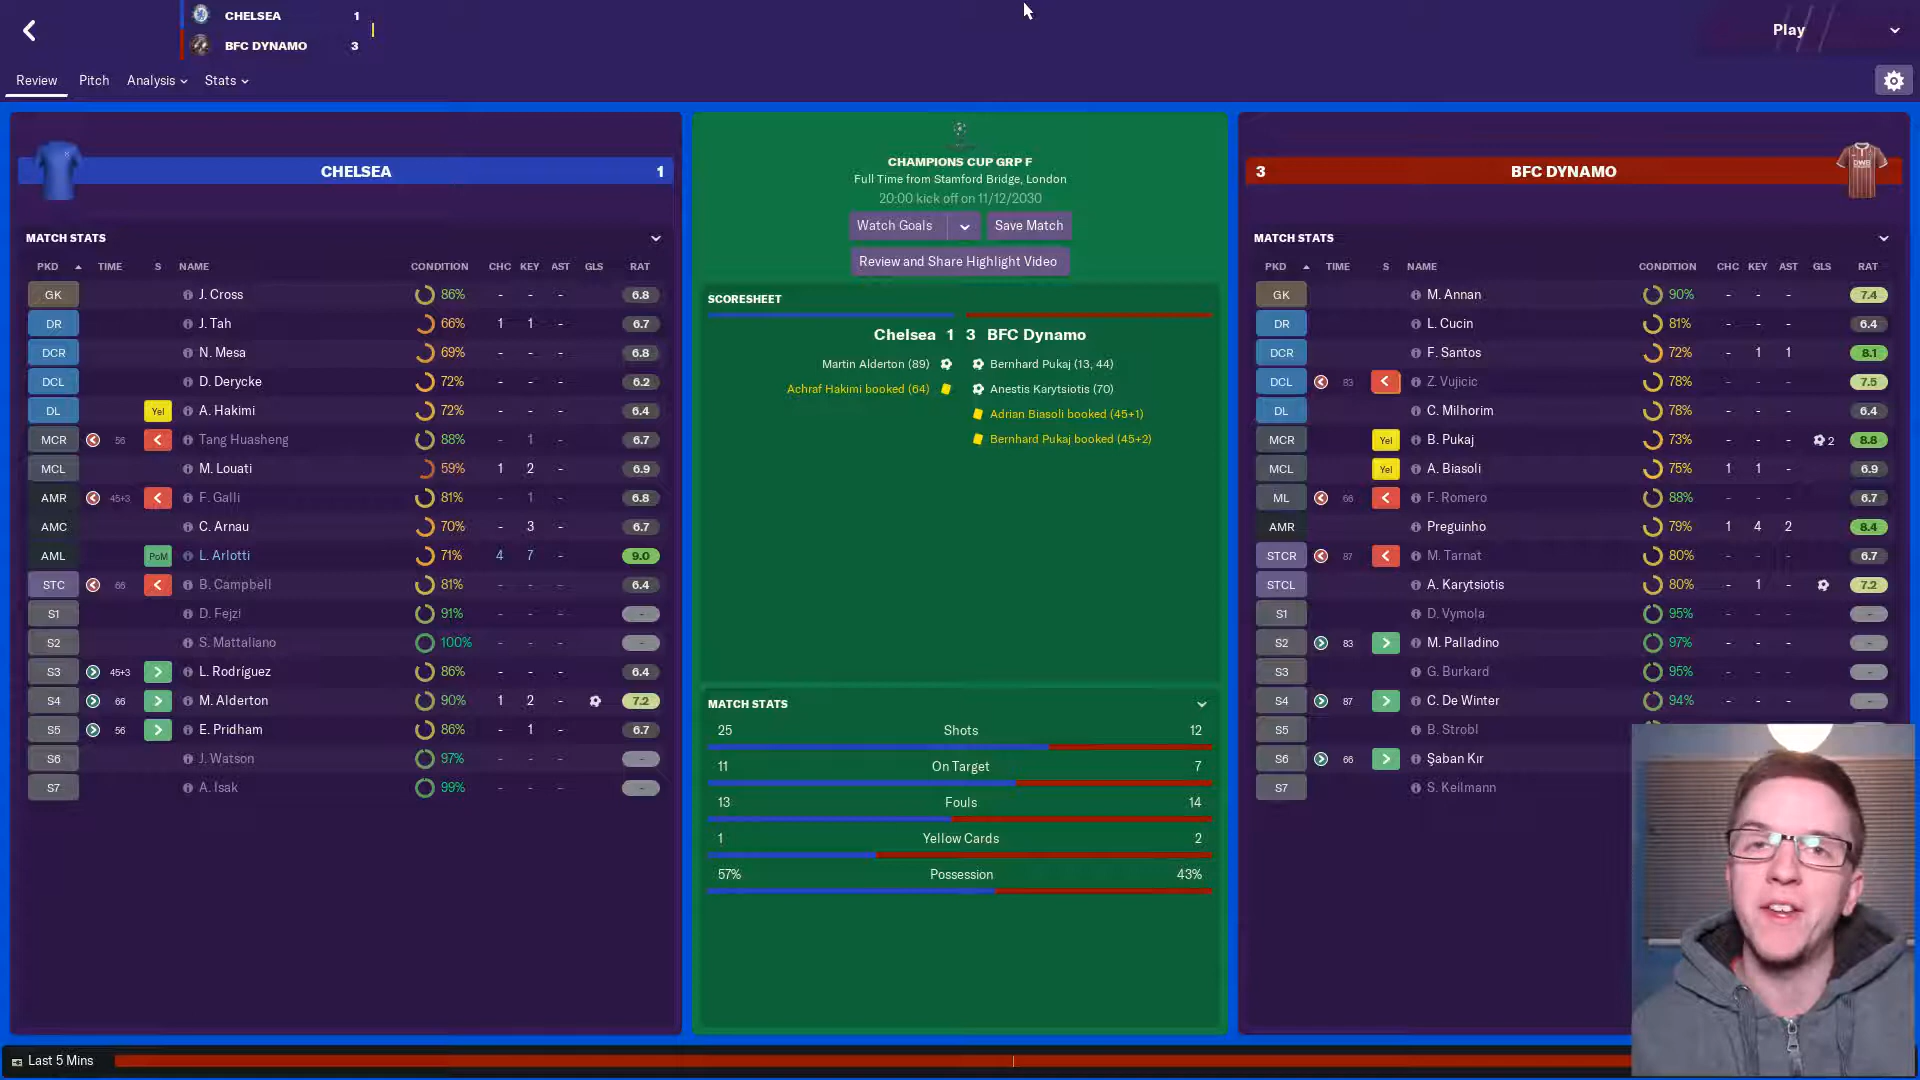 CHELSEA 1
BFC DYNAMO 3
Play
Review Pitch Analysis Stats
CHELSEA 1
MATCH STATS
PKD TIME S NAME CONDITION CHC KEY AST GLS RAT
GK J. Cross 86% - - - 6.8
DR J. Tah 66% 1 1 - 6.7
DCR N. Mesa 69% - - - 6.8
DCL D. Derycke 72% - - - 6.2
DL Yel A. Hakimi 72% - - - 6.4
MCR 56 Tang Huasheng 88% - 1 - 6.7
MCL M. Louati 59% 1 2 - 6.9
AMR 45+3 F. Galli 81% - 1 - 6.8
AMC C. Arnau 70% - 3 - 6.7
AML PoM L. Arlotti 71% 4 7 - 9.0
STC 66 B. Campbell 81% - - - 6.4
S1 D. Fejzi 91% - - - -
S2 S. Mattaliano 100% - - - -
S3 45+3 L. Rodríguez 86% - - - 6.4
S4 66 M. Alderton 90% 1 2 - 7.2
S5 56 E. Pridham 86% - 1 - 6.7
S6 J. Watson 97% - - - -
S7 A. Isak 99% - - - -
CHAMPIONS CUP GRP F
Full Time from Stamford Bridge, London
20:00 kick off on 11/12/2030
Watch Goals Save Match
Review and Share Highlight Video
SCORESHEET
Chelsea 1 3 BFC Dynamo
Martin Alderton (89) Bernhard Pukaj (13, 44)
Achraf Hakimi booked (64) Anestis Karytsiotis (70)
Adrian Biasoli booked (45+1)
Bernhard Pukaj booked (45+2)
MATCH STATS
25 Shots 12
11 On Target 7
13 Fouls 14
1 Yellow Cards 2
57% Possession 43%
3 BFC DYNAMO
MATCH STATS
PKD TIME S NAME CONDITION CHC KEY AST GLS RAT
GK M. Annan 90% - - - 7.4
DR L. Cucin 81% - - - 6.4
DCR F. Santos 72% - 1 1 8.1
DCL 83 Z. Vujicic 78% - - - 7.5
DL C. Milhorim 78% - - - 6.4
MCR Yel B. Pukaj 73% - - - 2 8.8
MCL Yel A. Biasoli 75% 1 1 - 6.9
ML 66 F. Romero 88% - - - 6.7
AMR Preguinho 79% 1 4 2 8.4
STCR 87 M. Tarnat 80% - - - 6.7
STCL A. Karytsiotis 80% - 1 - 7.2
S1 D. Vymola 95% - - - -
S2 83 M. Palladino 97% - - - -
S3 G. Burkard 95% - - - -
S4 87 C. De Winter 94% - - - -
S5 B. Strobl
S6 66 Şaban Kır
S7 S. Keilmann
Last 5 Mins